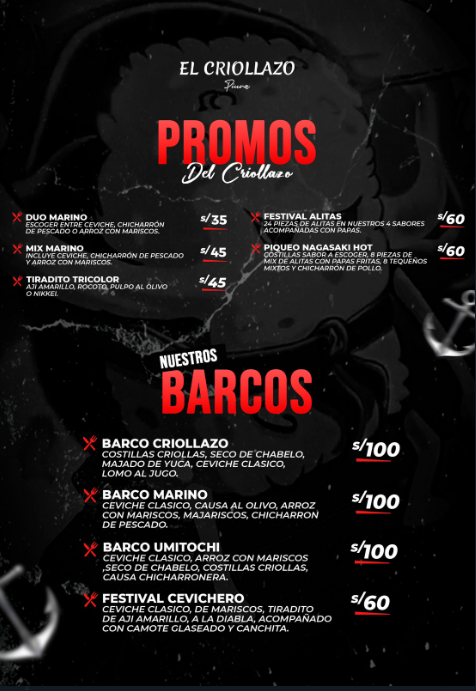 EL CRIOLLAZO
Piura
PROMOS
Del Criollazo
DUO MARINO
s/35
ESCOGER ENTRE CEVICHE, CHICHARRÓN
DE PESCADO O ARROZ CON MARISCOS.
MIX MARINO
s/45
INCLUYE CEVICHE, CHICHARRÓN DE PESCADO
Y ARROZ CON MARISCOS.
TIRADITO TRICOLOR
s/45
AJI AMARILLO, ROCOTO, PULPO AL OLIVO
O NIKKEI.
FESTIVAL ALITAS
s/60
24 PIEZAS DE ALITAS EN NUESTROS 4 SABORES
ACOMPAÑADAS CON PAPAS.
PIQUEO NAGASAKI HOT
s/60
COSTILLAS SABOR A ESCOGER, 8 PIEZAS DE
MIX DE ALITAS CON PAPAS FRITAS, 8 TEQUEÑOS
MIXTOS Y CHICHARRÓN DE POLLO.
NUESTROS
BARCOS
BARCO CRIOLLAZO
s/100
COSTILLAS CRIOLLAS, SECO DE CHABELO,
MAJADO DE YUCA, CEVICHE CLASICO,
LOMO AL JUGO.
BARCO MARINO
s/100
CEVICHE CLASICO, CAUSA AL OLIVO, ARROZ
CON MARISCOS, MAJARISCOS, CHICHARRON
DE PESCADO.
BARCO UMITOCHI
s/100
CEVICHE CLASICO, ARROZ CON MARISCOS
,SECO DE CHABELO, COSTILLAS CRIOLLAS,
CAUSA CHICHARRONERA.
FESTIVAL CEVICHERO
s/60
CEVICHE CLASICO, DE MARISCOS, TIRADITO
DE AJI AMARILLO, A LA DIABLA, ACOMPAÑADO
CON CAMOTE GLASEADO Y CANCHITA.